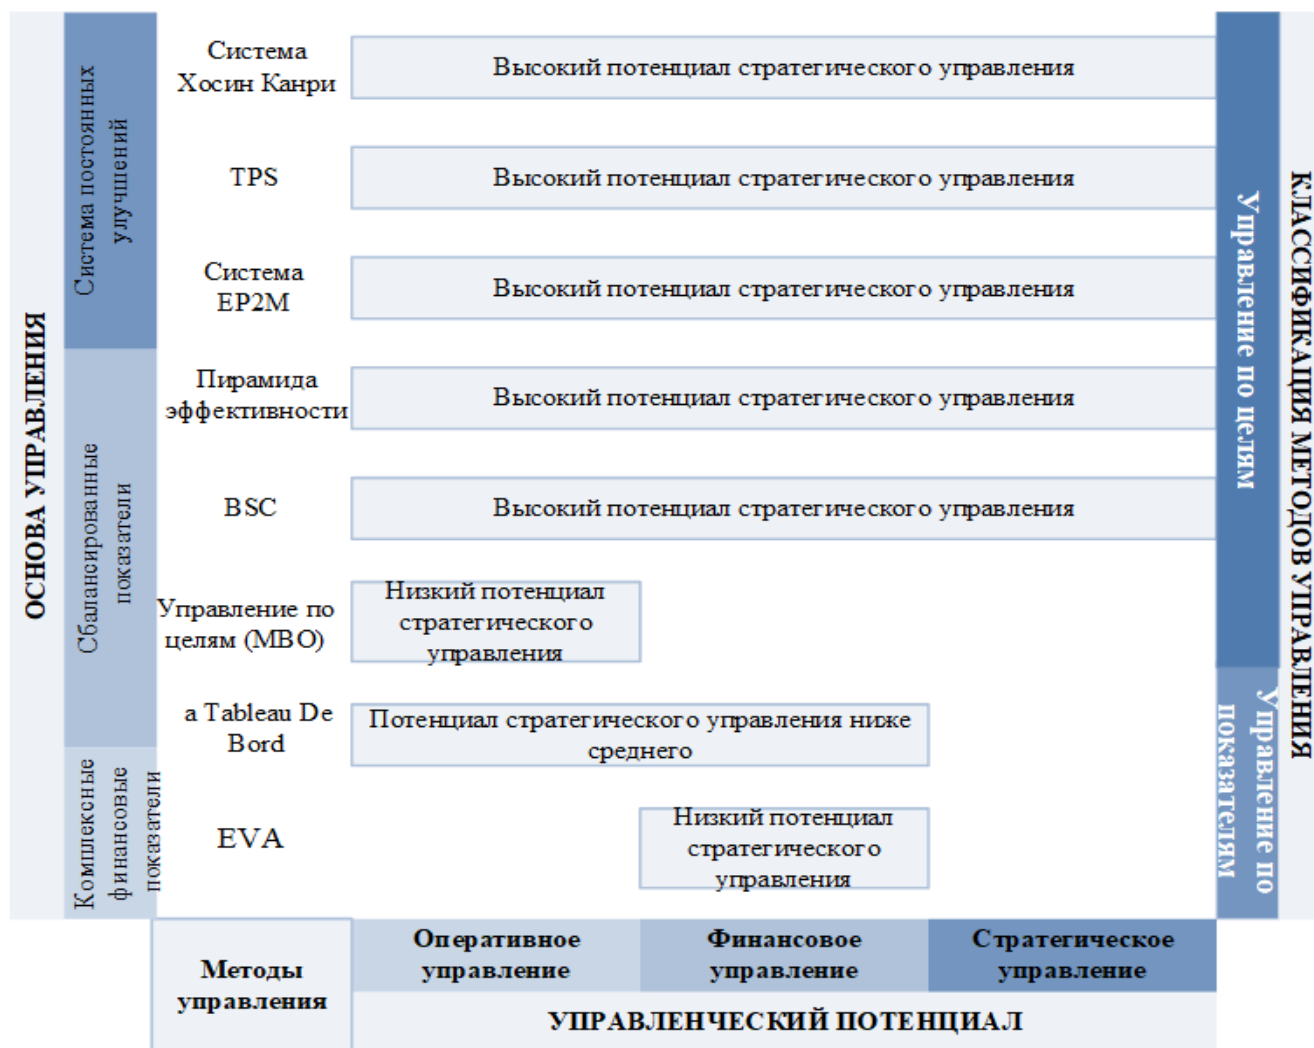 ОСНОВА УПРАВЛЕНИЯ
Система постоянных
улучшений
Сбалансированные
показатели
Комплексные
финансовые
показатели
Система
Хосин Канри
Высокий потенциал стратегического управления
TPS
Высокий потенциал стратегического управления
Система
EP2M
Высокий потенциал стратегического управления
Пирамида
эффективности
Высокий потенциал стратегического управления
BSC
Высокий потенциал стратегического управления
Управление по
целям (МВО)
Низкий потенциал
стратегического
управления
a Tableau De
Bord
Потенциал стратегического управления ниже
среднего
EVA
Низкий потенциал
стратегического
управления
Управление по целям
Управление по
показателям
КЛАССИФИКАЦИЯ МЕТОДОВ УПРАВЛЕНИЯ
Методы
управления
Оперативное
управление
Финансовое
управление
Стратегическое
управление
УПРАВЛЕНЧЕСКИЙ ПОТЕНЦИАЛ